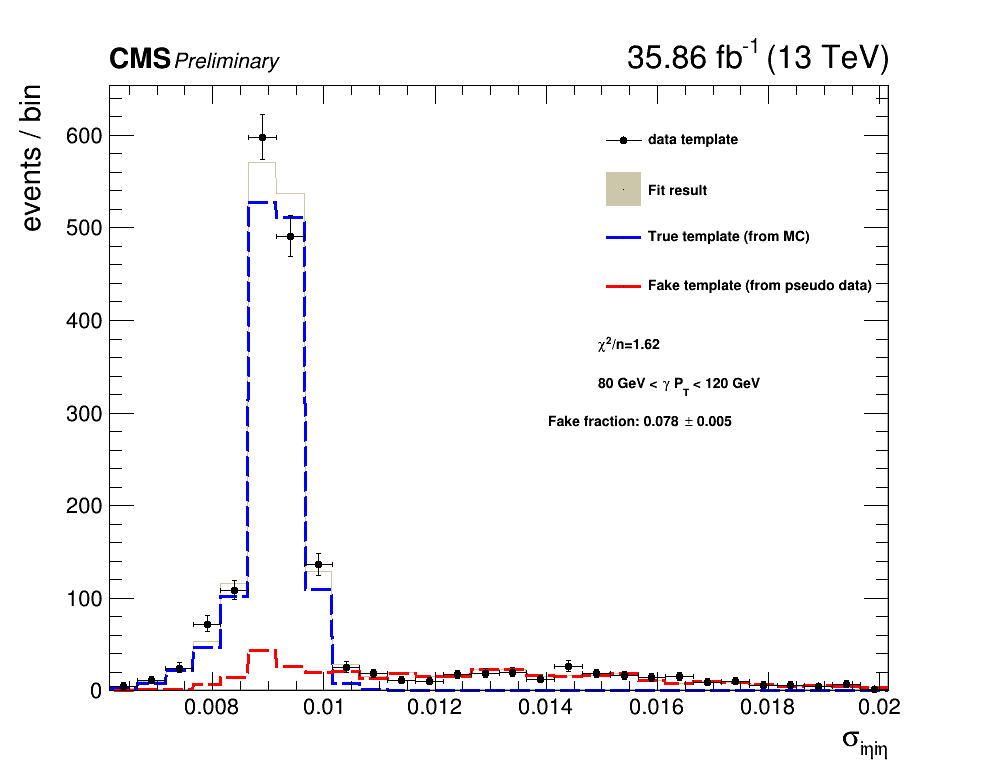 CMS Preliminary 35.86 fb⁻¹ (13 TeV)
events / bin
600
500
400
300
200
100
0
data template
Fit result
True template (from MC)
Fake template (from pseudo data)
χ²/n=1.62
80 GeV < γ P_T < 120 GeV
Fake fraction: 0.078 ± 0.005
0.008 0.01 0.012 0.014 0.016 0.018 0.02
σ_iηiη